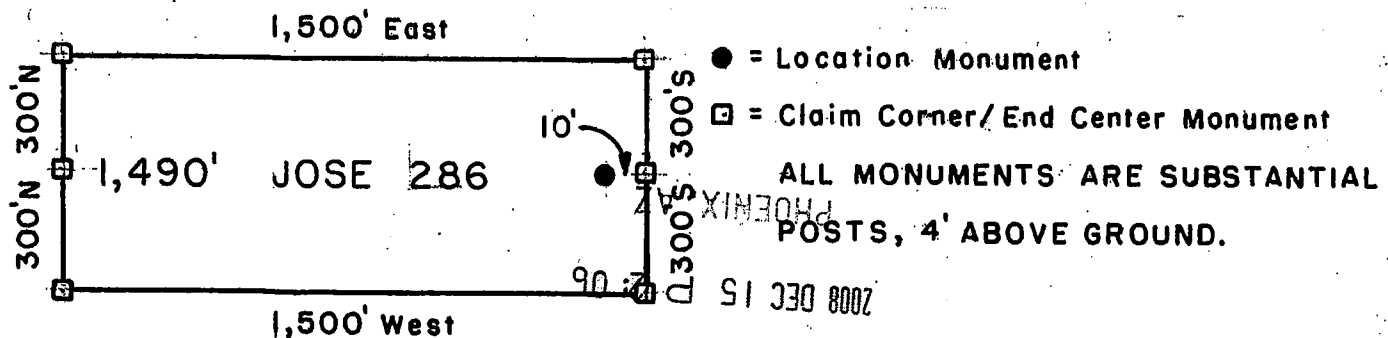 1,500' East
● = Location Monument
⊡ = Claim Corner/End Center Monument
ALL MONUMENTS ARE SUBSTANTIAL
POSTS, 4' ABOVE GROUND.
300'N 300'N
1,490' JOSE 286
10'
300'S 300'S
PHOENIX AZ
2008 DEC 15 P 2:06
1,500' West